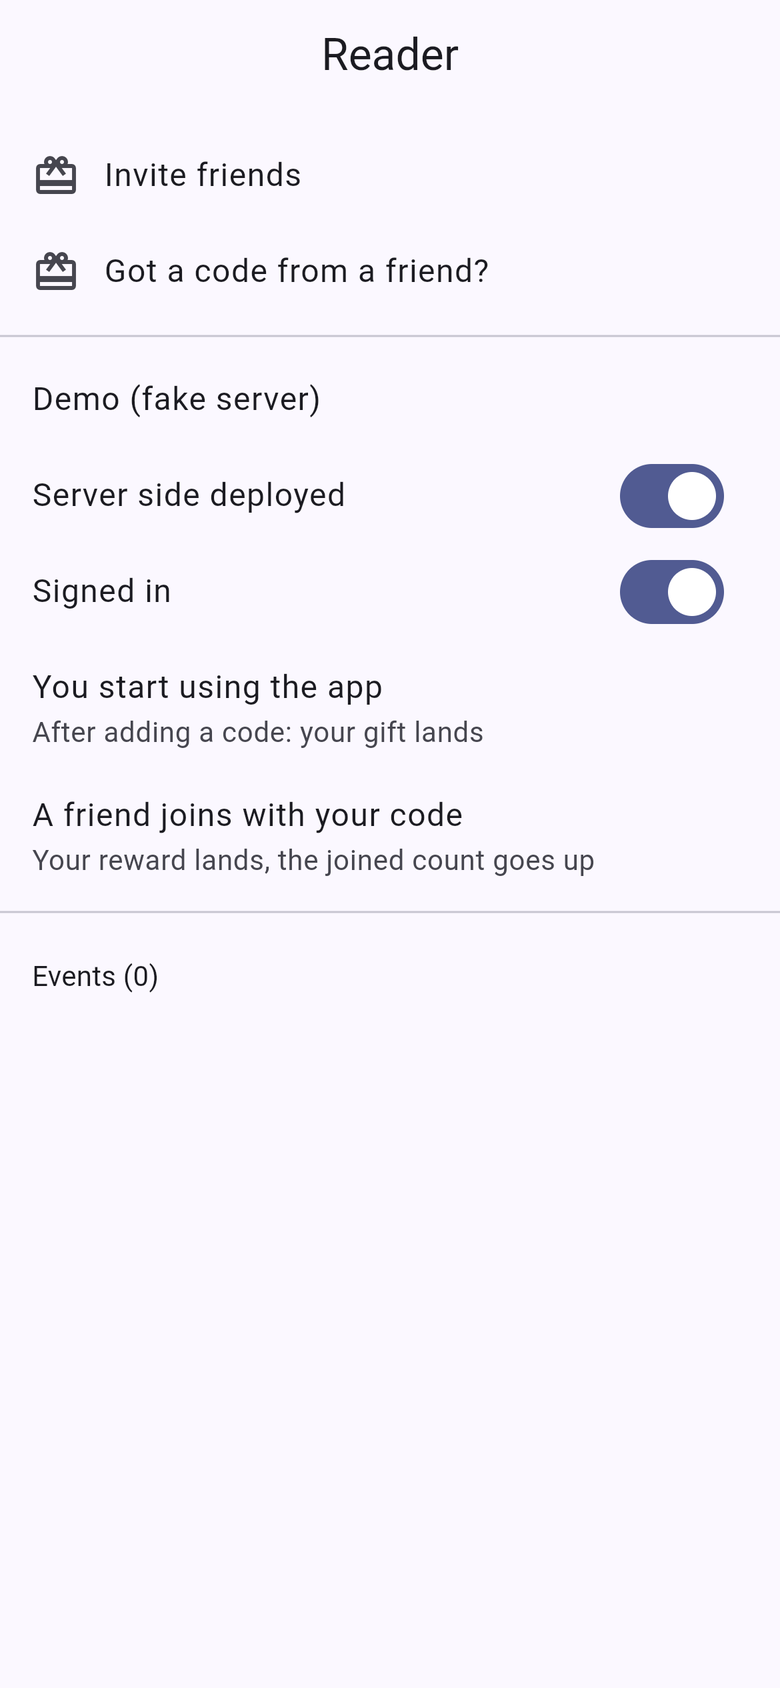 Reader
Invite friends
Got a code from a friend?
Demo (fake server)
Server side deployed
Signed in
You start using the app
After adding a code: your gift lands
A friend joins with your code
Your reward lands, the joined count goes up
Events (0)